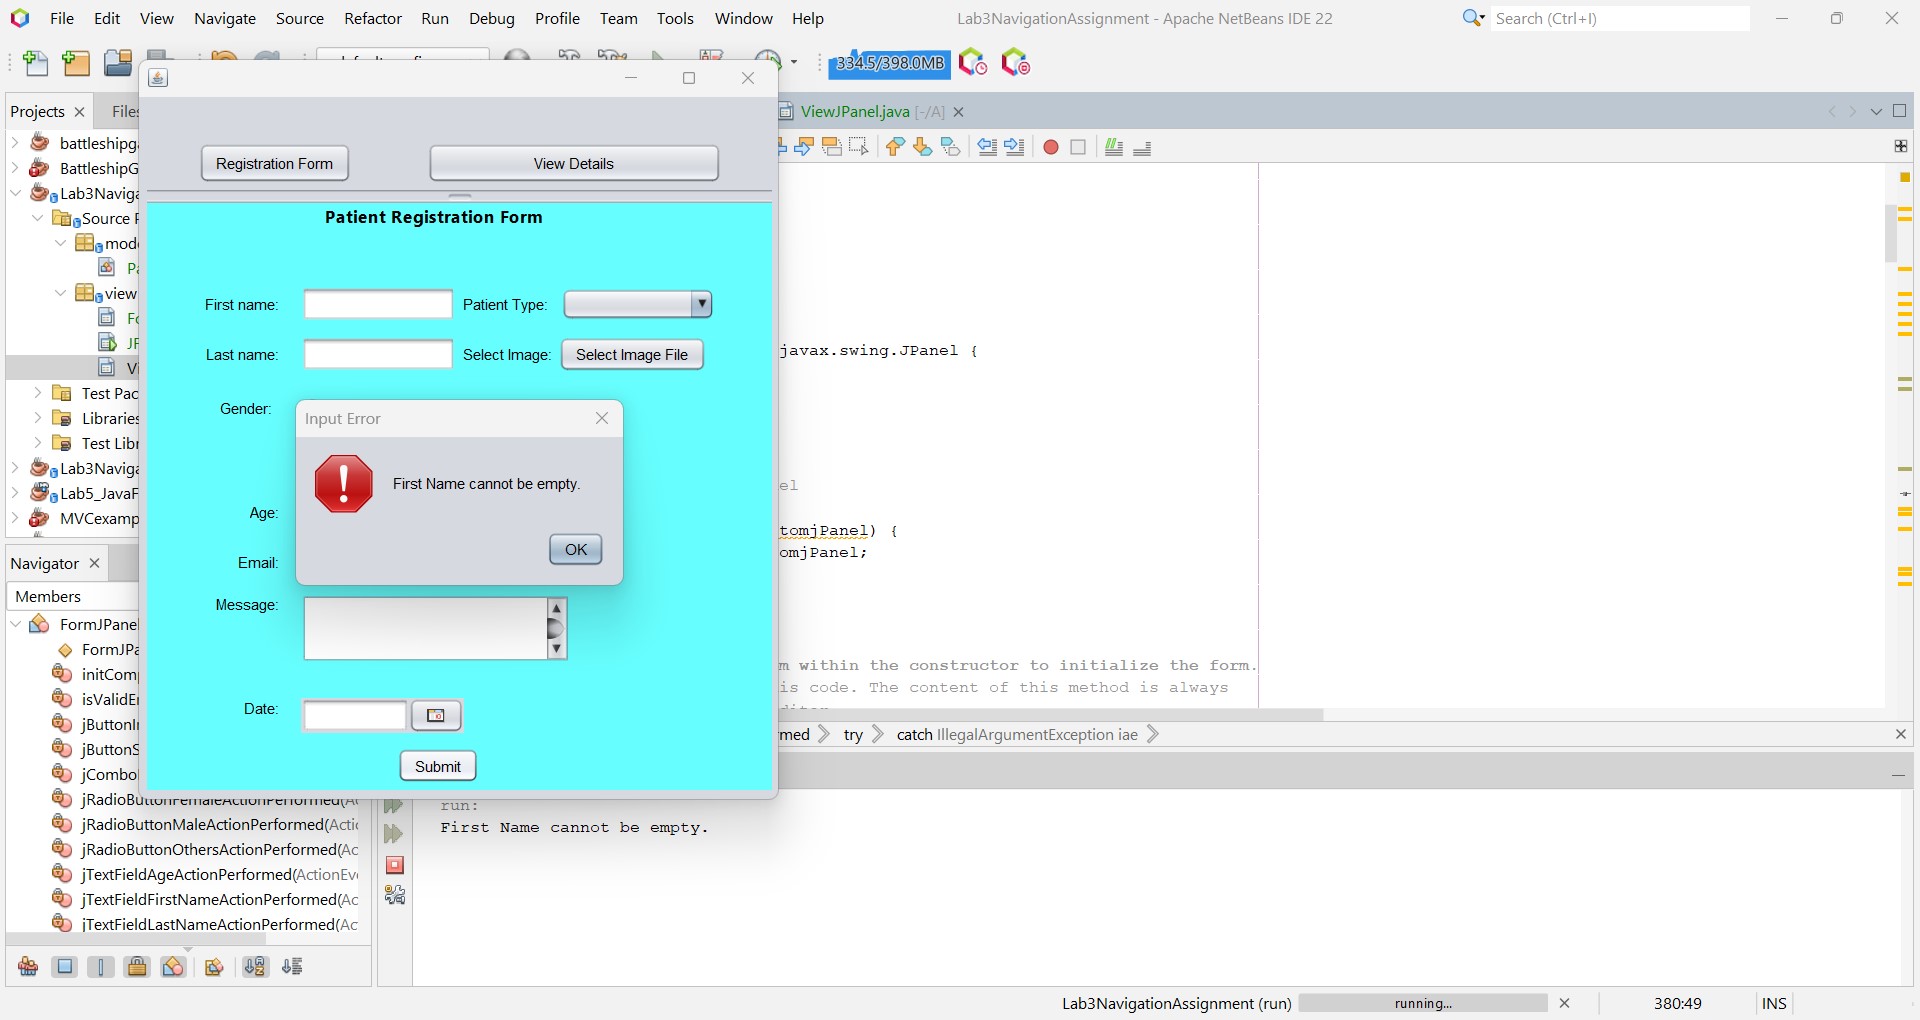 File Edit View Navigate Source Refactor Run Debug Profile Team Tools Window Help
Lab3NavigationAssignment - Apache NetBeans IDE 22
Search (Ctrl+I)
334.5/398.0MB
Projects
Files
ViewJPanel.java [-/A]
Registration Form
View Details
Patient Registration Form
First name:
Patient Type:
Last name:
Select Image:
Select Image File
Gender:
Input Error
First Name cannot be empty.
OK
Age:
Email:
Message:
Date:
Submit
battleshipga
BattleshipG
Lab3Naviga
Source P
mode
Pa
view
Fo
JF
Vi
Test Pac
Libraries
Test Libr
Lab3Naviga
Lab5_JavaF
MVCexamp
Navigator
Members
FormJPane
FormJPa
initCom
isValidE
jButtonI
jButtonS
jCombo
jRadioButtonFemaleActionPerformed(A
jRadioButtonMaleActionPerformed(Acti
jRadioButtonOthersActionPerformed(Ac
jTextFieldAgeActionPerformed(ActionEv
jTextFieldFirstNameActionPerformed(Ac
jTextFieldLastNameActionPerformed(Ac
javax.swing.JPanel {
el
tomjPanel) {
omjPanel;
m within the constructor to initialize the form.
is code. The content of this method is always
med
try
catch IllegalArgumentException iae
run:
First Name cannot be empty.
Lab3NavigationAssignment (run)
running...
380:49
INS